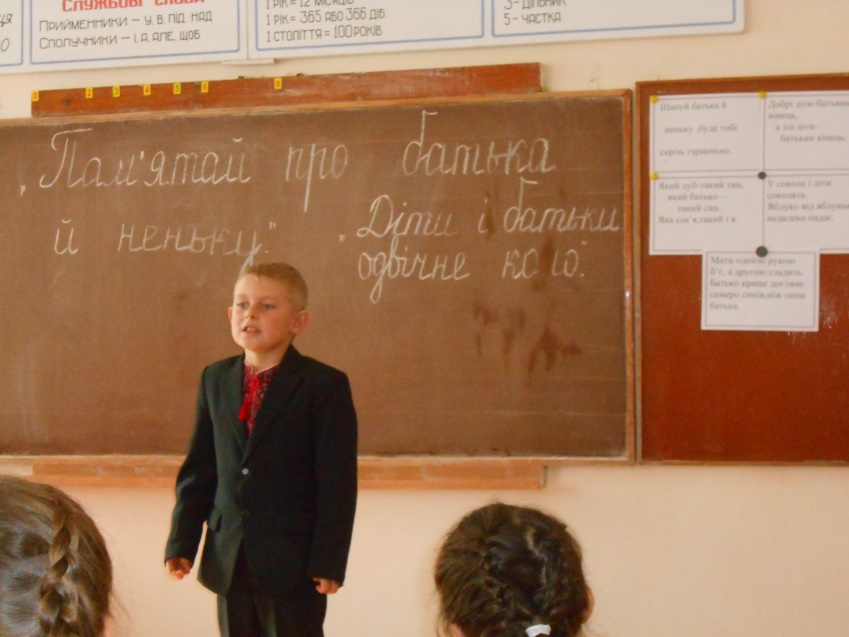 СЛУЖБОВІ СЛОВА
Прийменники – у, в, під, над
Сполучники – і, а, але, щоб
1 рік = 12 місяців
1 рік = 365 або 366 діб
1 століття = 100 років
3 - дільник
5 - частка
„Пам'ятай про батька
й неньку."
„Діти і батьки
одвічне коло".
Шануй батька й
неньку, буде тобі
скрізь гарненько.
Добрі діти-батькам
вінець,
а злі діти-
батькам кінець.
Який дуб-такий тин,
який батько -
такий син.
Яка сім'я,такий і я.
У сокола і діти
соколята.
Яблуко від яблуньки
недалеко падає.
Мати однією рукою
б'є, а другою гладить.
Батько краще доглядає
семеро синів,ніж сини
батька.